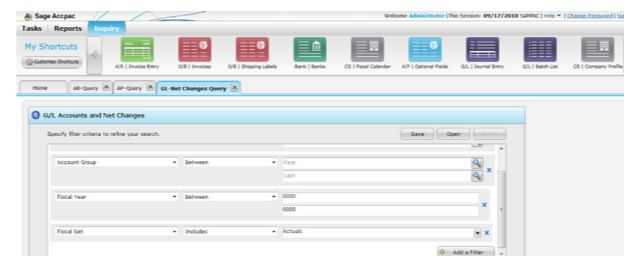 Sage Accpac
Welcome Administrator | This Session: 09/17/2010 SAMINC | Help | Change Password |
Tasks Reports Inquiry
My Shortcuts
Customize Shortcuts
A/R | Invoice Entry O/E | Invoices O/E | Shipping Labels Bank | Banks CS | Fiscal Calendar A/P | Optional Fields G/L | Journal Entry G/L | Batch List CS | Company Profile
Home AR-Query AP-Query GL-Net Changes Query
G/L Accounts and Net Changes
Specify filter criteria to refine your search. Save Open Delete
Account Group Between First
Last
Fiscal Year Between 0000
0000
Fiscal Set Includes Actuals
Add a Filter